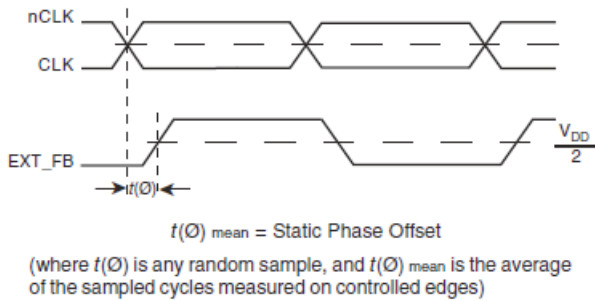 nCLK
CLK
EXT_FB
V_DD
2
t(Ø)
t(Ø) mean = Static Phase Offset
(where t(Ø) is any random sample, and t(Ø) mean is the average
of the sampled cycles measured on controlled edges)